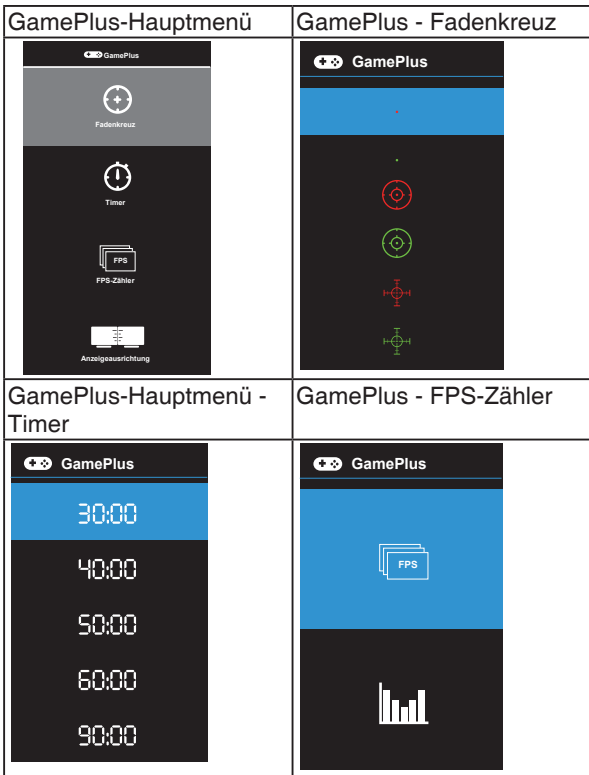 GamePlus-Hauptmenü
GamePlus
Fadenkreuz
Timer
FPS
FPS-Zähler
Anzeigeausrichtung
GamePlus - Fadenkreuz
GamePlus
GamePlus-Hauptmenü -
Timer
GamePlus
30:00
40:00
50:00
60:00
90:00
GamePlus - FPS-Zähler
GamePlus
FPS